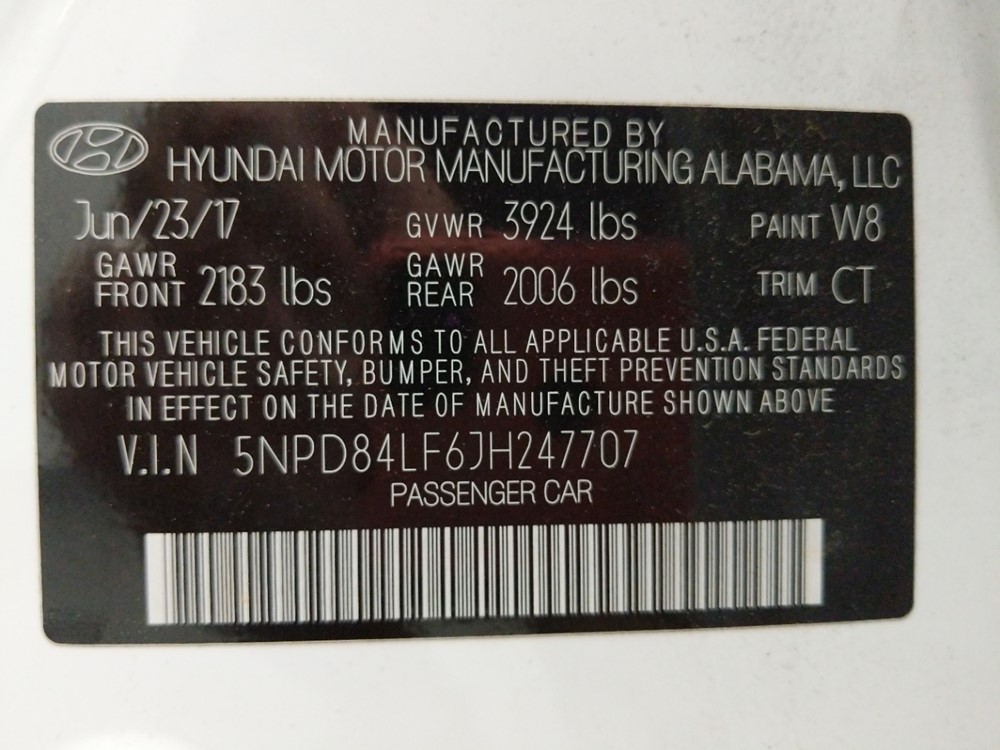 MANUFACTURED BY
HYUNDAI MOTOR MANUFACTURING ALABAMA, LLC
Jun/23/17 GVWR 3924 lbs PAINT W8
GAWR FRONT 2183 lbs GAWR REAR 2006 lbs TRIM CT
THIS VEHICLE CONFORMS TO ALL APPLICABLE U.S.A. FEDERAL
MOTOR VEHICLE SAFETY, BUMPER, AND THEFT PREVENTION STANDARDS
IN EFFECT ON THE DATE OF MANUFACTURE SHOWN ABOVE
V.I.N 5NPD84LF6JH247707
PASSENGER CAR